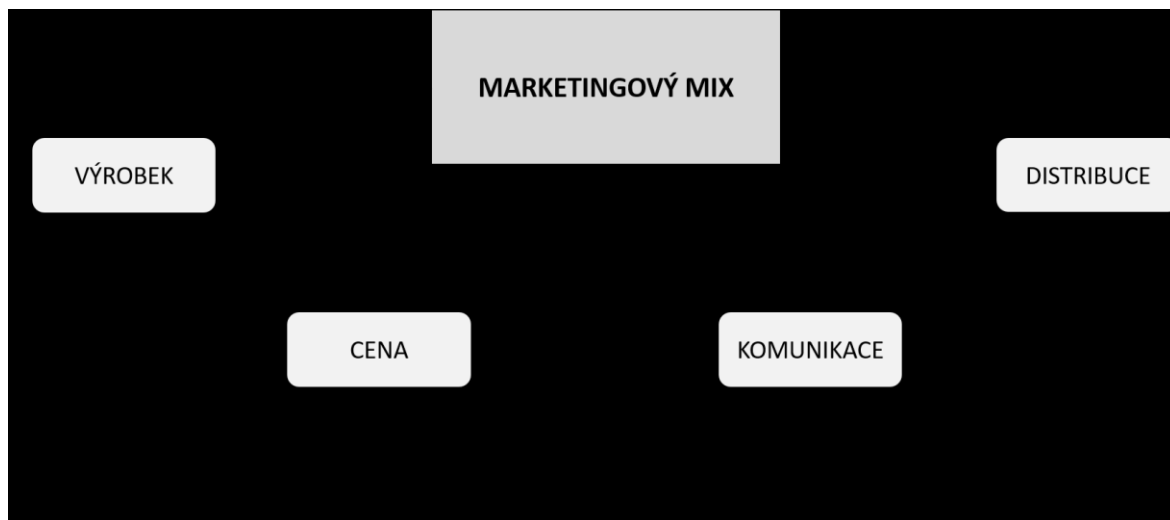 MARKETINGOVÝ MIX
VÝROBEK
DISTRIBUCE
CENA
KOMUNIKACE